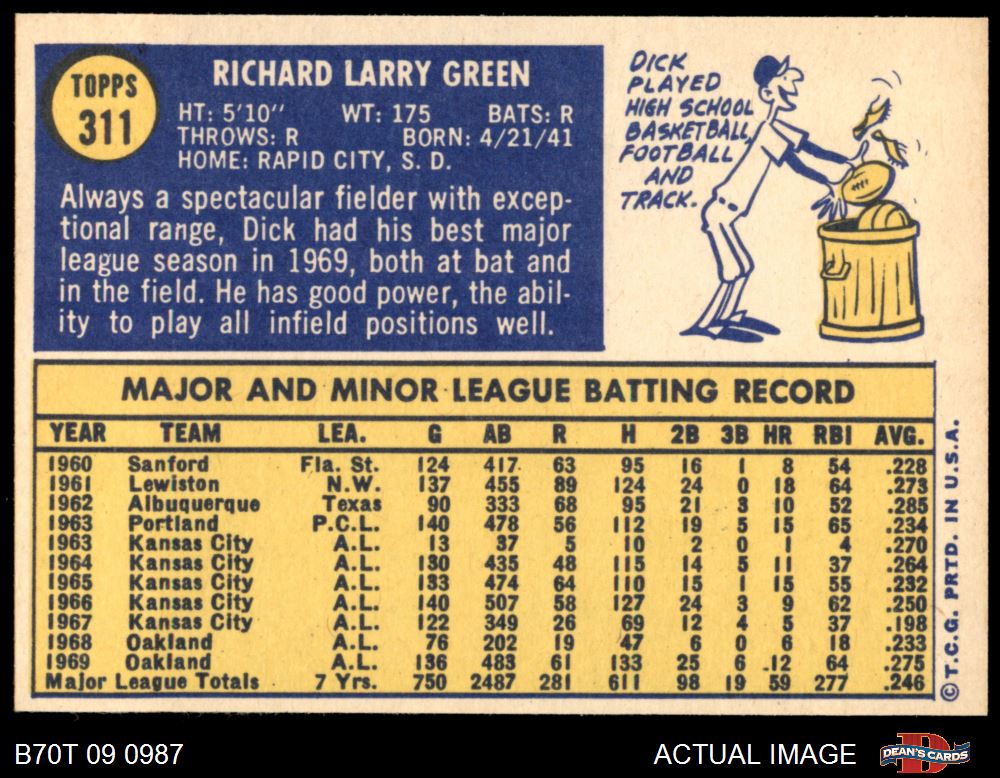 TOPPS
311
RICHARD LARRY GREEN
HT: 5'10" WT: 175 BATS: R
THROWS: R BORN: 4/21/41
HOME: RAPID CITY, S. D.
Always a spectacular fielder with excep-
tional range, Dick had his best major
league season in 1969, both at bat and
in the field. He has good power, the abil-
ity to play all infield positions well.
DICK
PLAYED
HIGH SCHOOL
BASKETBALL,
FOOTBALL
AND
TRACK.
MAJOR AND MINOR LEAGUE BATTING RECORD
YEAR TEAM LEA. G AB R H 2B 3B HR RBI AVG.
1960 Sanford Fla. St. 124 417 63 95 16 1 8 54 .228
1961 Lewiston N.W. 137 455 89 124 24 0 18 64 .273
1962 Albuquerque Texas 90 333 68 95 21 3 10 52 .285
1963 Portland P.C.L. 140 478 56 112 19 5 15 65 .234
1963 Kansas City A.L. 13 37 5 10 2 0 1 4 .270
1964 Kansas City A.L. 130 435 48 115 14 5 11 37 .264
1965 Kansas City A.L. 133 474 64 110 15 1 15 55 .232
1966 Kansas City A.L. 140 507 58 127 24 3 9 62 .250
1967 Kansas City A.L. 122 349 26 69 12 4 5 37 .198
1968 Oakland A.L. 76 202 19 47 6 0 6 18 .233
1969 Oakland A.L. 136 483 61 133 25 6 12 64 .275
Major League Totals 7 Yrs. 750 2487 281 611 98 19 59 277 .246
© T.C.G. PRTD. IN U.S.A.
B70T 09 0987
ACTUAL IMAGE
DEAN'S CARDS